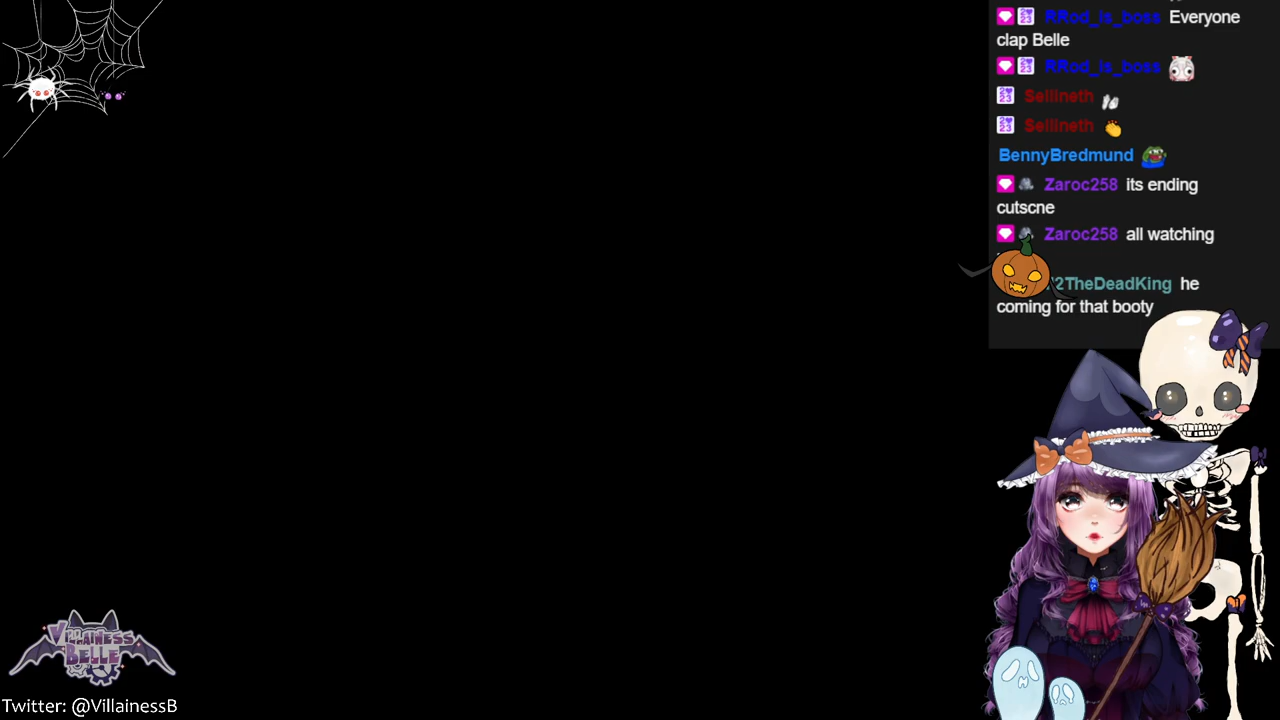 RRod_is_boss Everyone
clap Belle
RRod_is_boss
Sellineth
Sellineth
BennyBredmund
Zaroc258 its ending
cutscne
Zaroc258 all watching
2TheDeadKing he
coming for that booty
VILLAINESS
BELLE
Twitter: @VillainessB